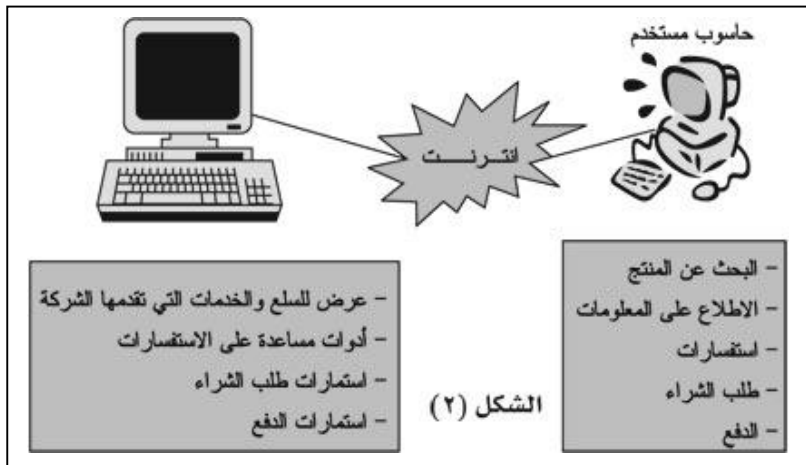 حاسوب مستخدم
انترنت
- البحث عن المنتج
- الاطلاع على المعلومات
- استفسارات
- طلب الشراء
- الدفع
- عرض للسلع والخدمات التي تقدمها الشركة
- أدوات مساعدة على الاستفسارات
- استمارات طلب الشراء
- استمارات الدفع
الشكل (٢)